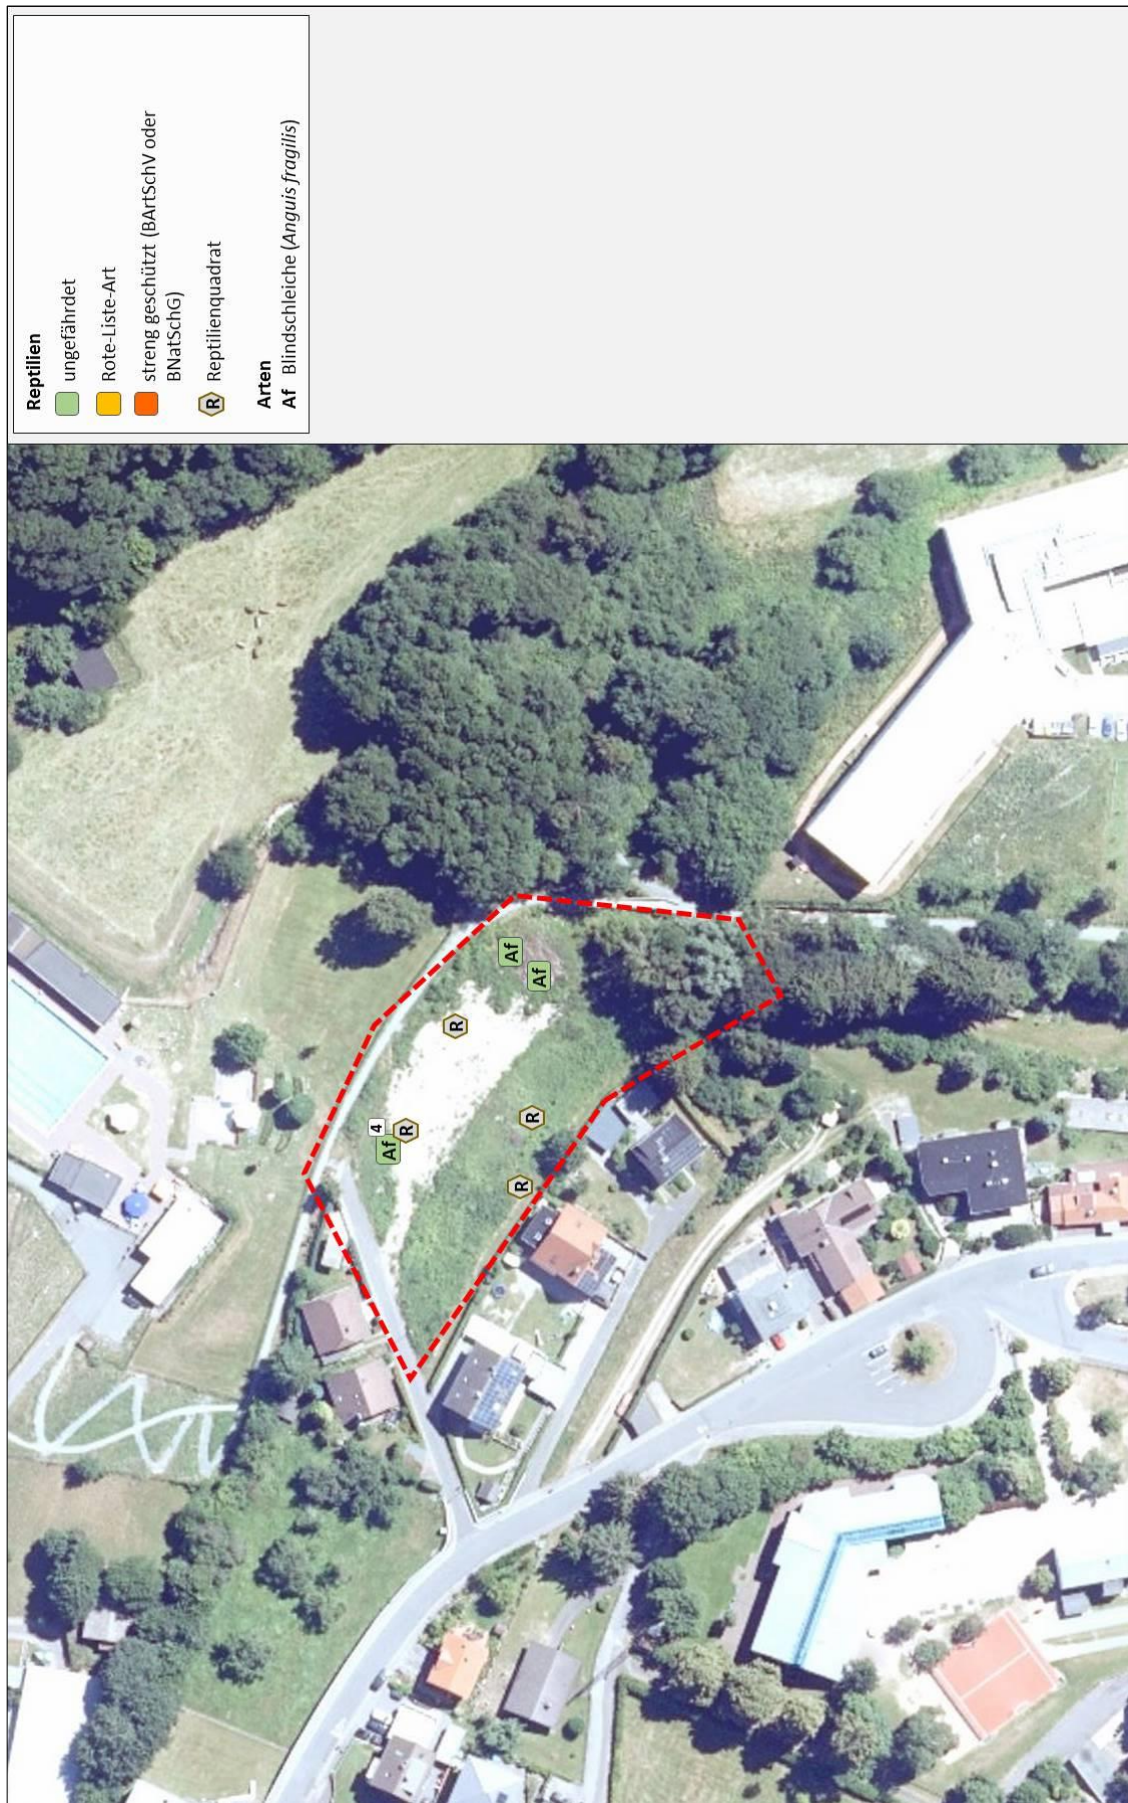 Reptilien
ungefährdet
Rote-Liste-Art
streng geschützt (BArtSchV oder
BNatSchG)
R Reptilienquadrat
Arten
Af Blindschleiche (Anguis fragilis)
Af
4
R
R
R
R
Af
Af